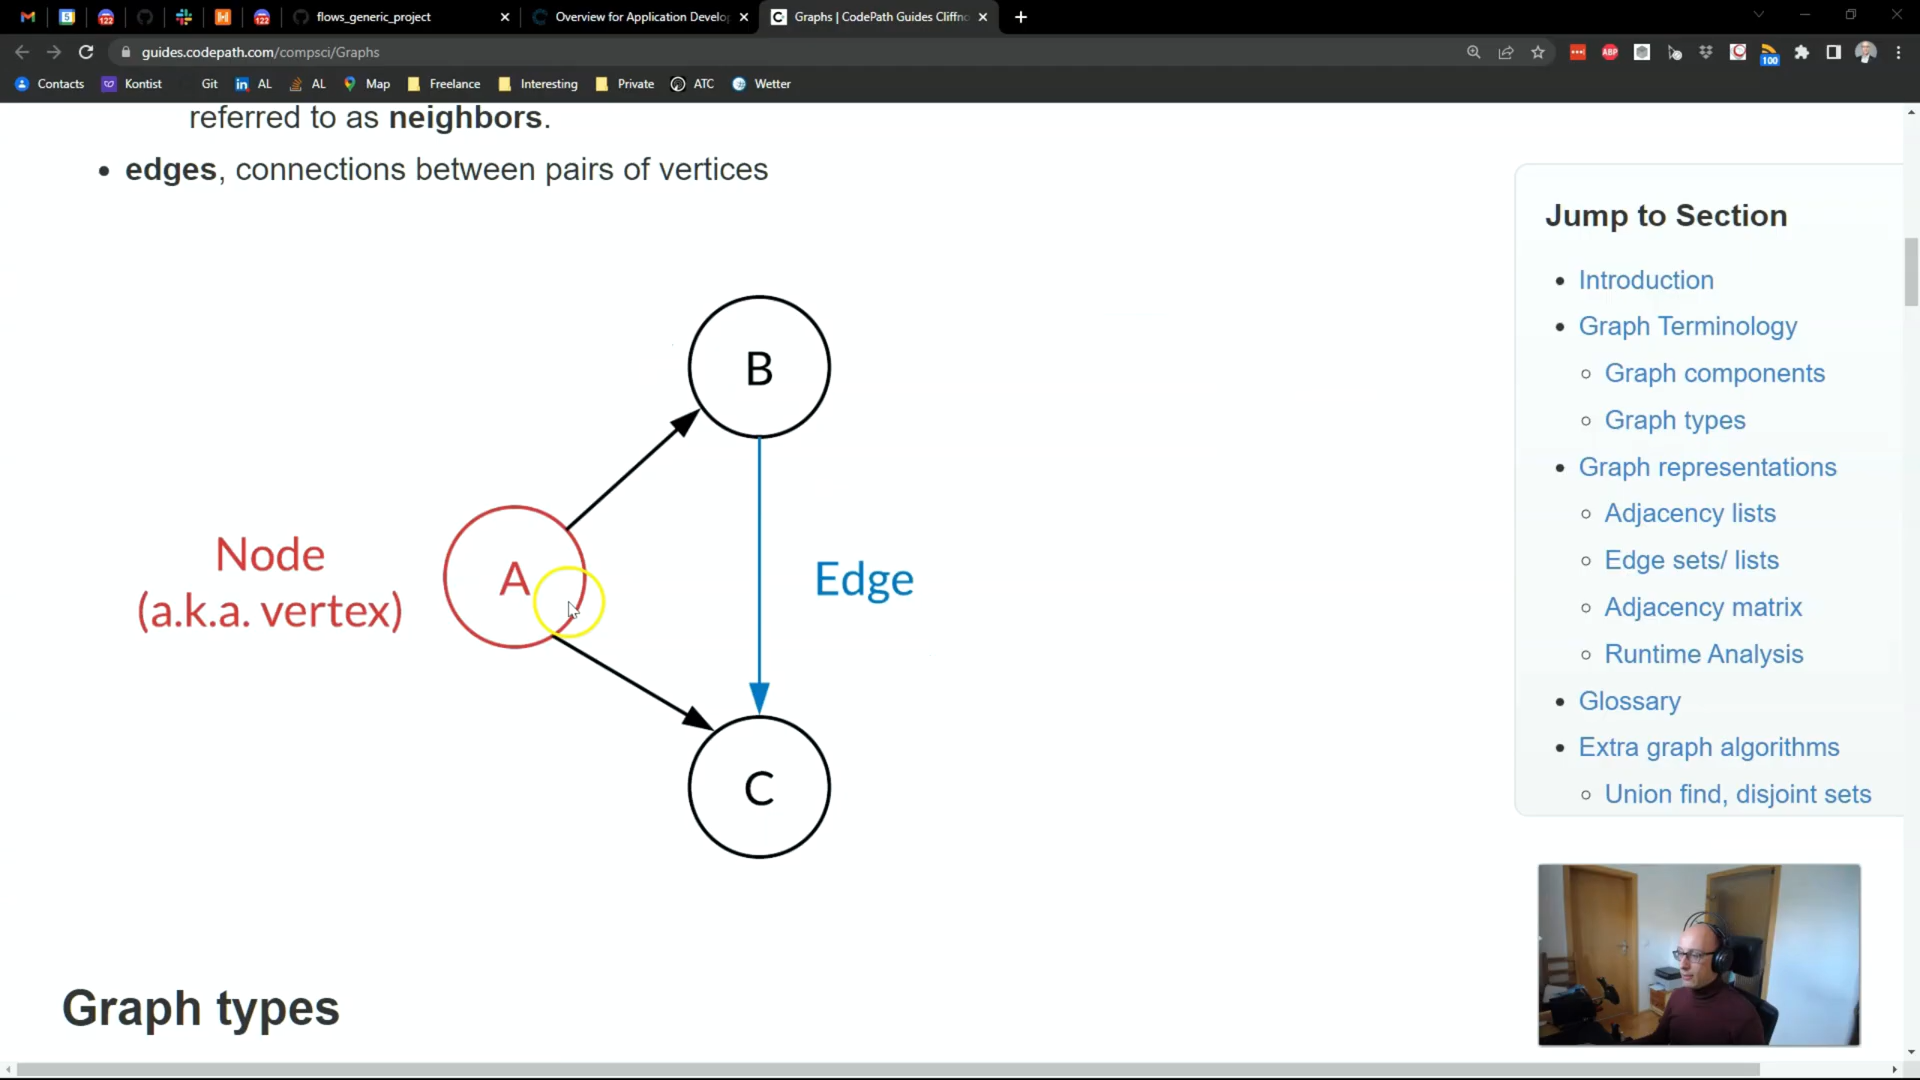 flows_generic_project
Overview for Application Develo
Graphs | CodePath Guides Cliffno
guides.codepath.com/compsci/Graphs
ABP
100
Contacts
Kontist
Git
AL
AL
Map
Freelance
Interesting
Private
ATC
Wetter
referred to as neighbors.
edges, connections between pairs of vertices
B
Node
(a.k.a. vertex)
A
Edge
C
Graph types
Jump to Section
Introduction
Graph Terminology
Graph components
Graph types
Graph representations
Adjacency lists
Edge sets/ lists
Adjacency matrix
Runtime Analysis
Glossary
Extra graph algorithms
Union find, disjoint sets